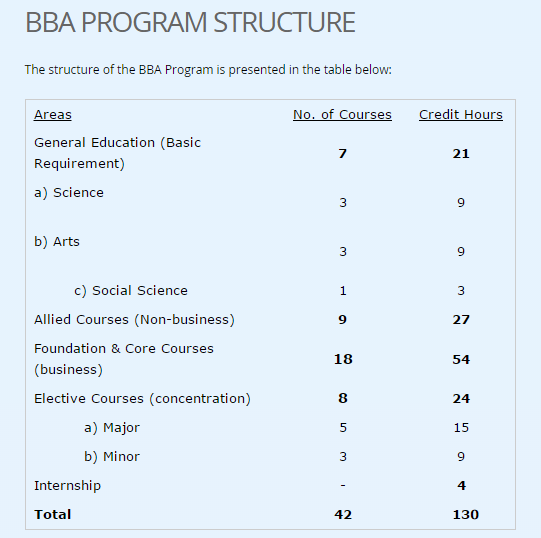 BBA PROGRAM STRUCTURE
The structure of the BBA Program is presented in the table below:
Areas No. of Courses Credit Hours
General Education (Basic
Requirement) 7 21
a) Science 3 9
b) Arts 3 9
c) Social Science 1 3
Allied Courses (Non-business) 9 27
Foundation & Core Courses
(business) 18 54
Elective Courses (concentration) 8 24
a) Major 5 15
b) Minor 3 9
Internship - 4
Total 42 130